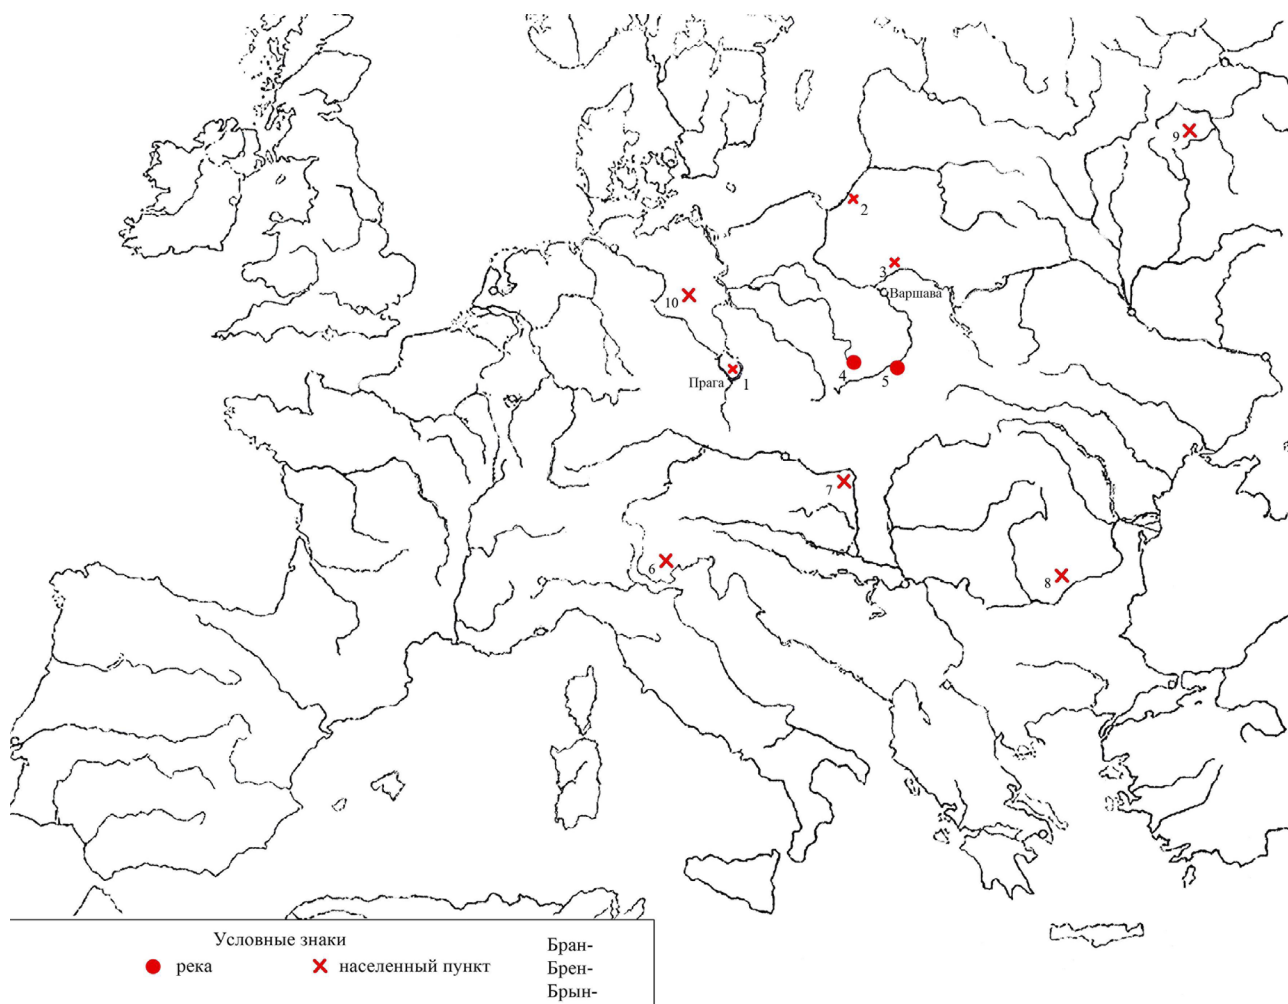 9
2
3
Варшава
10
4
5
Прага
1
7
6
8
Условные знаки
река
населенный пункт
Бран-
Брен-
Брын-